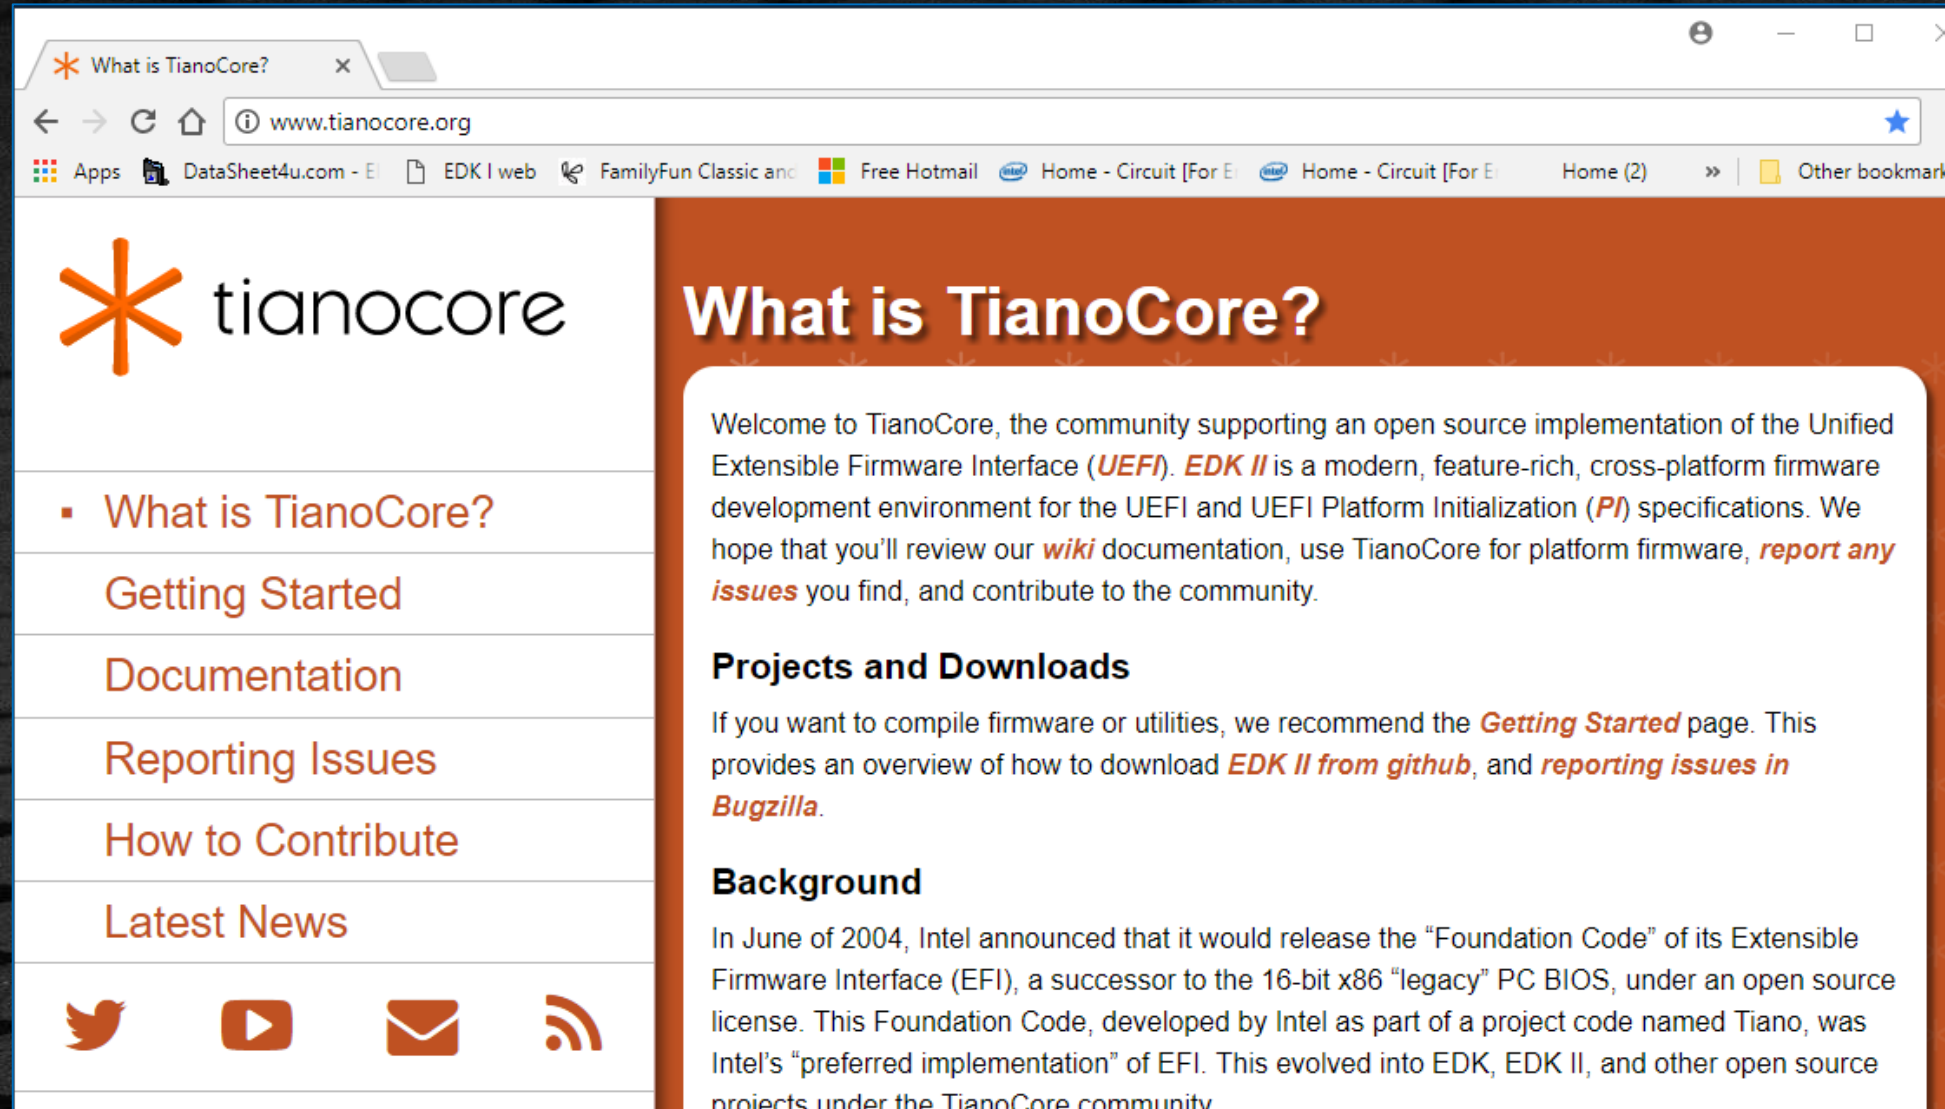 What is TianoCore?
www.tianocore.org
Apps DataSheet4u.com - El EDK I web FamilyFun Classic and Free Hotmail Home - Circuit [For E Home - Circuit [For E Home (2) » Other bookmark
tianocore
What is TianoCore?
Getting Started
Documentation
Reporting Issues
How to Contribute
Latest News
What is TianoCore?
Welcome to TianoCore, the community supporting an open source implementation of the Unified
Extensible Firmware Interface (UEFI). EDK II is a modern, feature-rich, cross-platform firmware
development environment for the UEFI and UEFI Platform Initialization (PI) specifications. We
hope that you’ll review our wiki documentation, use TianoCore for platform firmware, report any
issues you find, and contribute to the community.
Projects and Downloads
If you want to compile firmware or utilities, we recommend the Getting Started page. This
provides an overview of how to download EDK II from github, and reporting issues in
Bugzilla.
Background
In June of 2004, Intel announced that it would release the “Foundation Code” of its Extensible
Firmware Interface (EFI), a successor to the 16-bit x86 “legacy” PC BIOS, under an open source
license. This Foundation Code, developed by Intel as part of a project code named Tiano, was
Intel’s “preferred implementation” of EFI. This evolved into EDK, EDK II, and other open source
projects under the TianoCore community